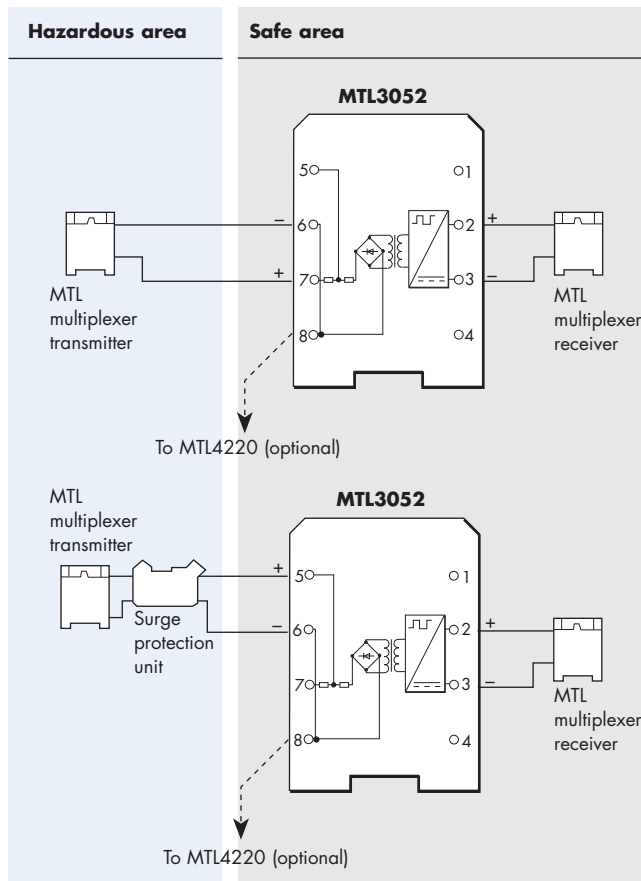 Hazardous area
Safe area
MTL3052
5
1
−
6
2
+
+
7
3
−
MTL
multiplexer
transmitter
MTL
multiplexer
receiver
8
4
To MTL4220 (optional)
MTL
multiplexer
transmitter
MTL3052
+
5
1
−
6
2
+
Surge
protection
unit
7
3
−
MTL
multiplexer
receiver
8
4
To MTL4220 (optional)